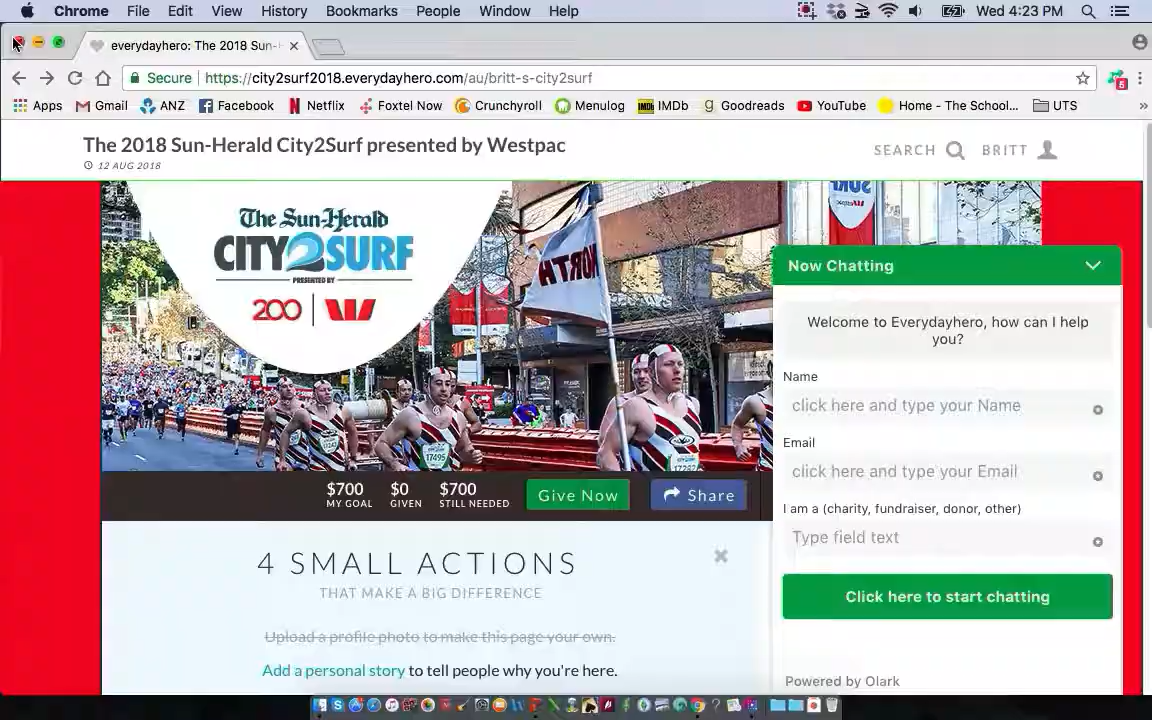 Chrome File Edit View History Bookmarks People Window Help Wed 4:23 PM
everydayhero: The 2018 Sun-H
Secure https://city2surf2018.everydayhero.com/au/britt-s-city2surf
Apps Gmail ANZ Facebook Netflix Foxtel Now Crunchyroll Menulog IMDb Goodreads YouTube Home - The School... UTS »
The 2018 Sun-Herald City2Surf presented by Westpac
12 AUG 2018
SEARCH BRITT
The Sun-Herald
CITY2SURF
PRESENTED BY
200
NORTH
17495
Now Chatting
Welcome to Everydayhero, how can I help
you?
Name
click here and type your Name
Email
click here and type your Email
I am a (charity, fundraiser, donor, other)
Type field text
Click here to start chatting
Powered by Olark
$700 $0 $700
MY GOAL GIVEN STILL NEEDED
Give Now Share
4 SMALL ACTIONS
THAT MAKE A BIG DIFFERENCE
Upload a profile photo to make this page your own.
Add a personal story to tell people why you're here.